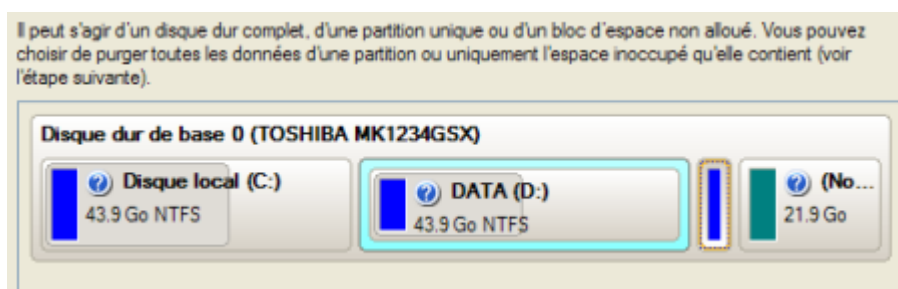 Il peut s'agir d'un disque dur complet, d'une partition unique ou d'un bloc d'espace non alloué. Vous pouvez
choisir de purger toutes les données d'une partition ou uniquement l'espace inoccupé qu'elle contient (voir
l'étape suivante).
Disque dur de base 0 (TOSHIBA MK1234GSX)
Disque local (C:)
43.9 Go NTFS
DATA (D:)
43.9 Go NTFS
(No...
21.9 Go